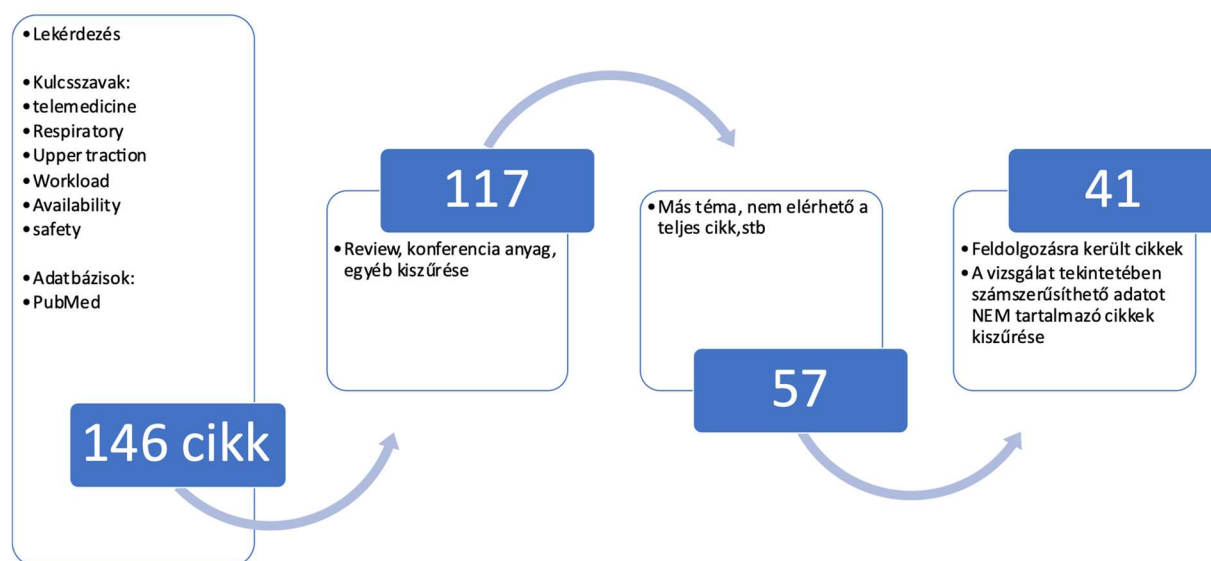 • Lekérdezés
• Kulcsszavak:
• telemedicine
• Respiratory
• Upper traction
• Workload
• Availability
• safety
• Adatbázisok:
• PubMed
146 cikk
117
• Review, konferencia anyag,
egyéb kiszűrése
• Más téma, nem elérhető a
teljes cikk,stb
57
41
• Feldolgozásra került cikkek
• A vizsgálat tekintetében
számszerűsíthető adatot
NEM tartalmazó cikkek
kiszűrése